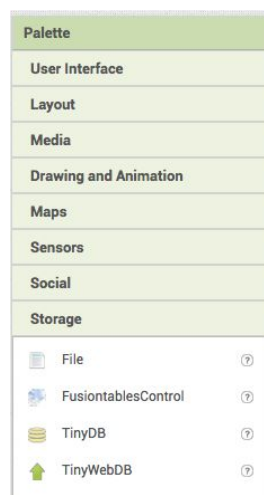 Palette
User Interface
Layout
Media
Drawing and Animation
Maps
Sensors
Social
Storage
File ?
FusiontablesControl ?
TinyDB ?
TinyWebDB ?